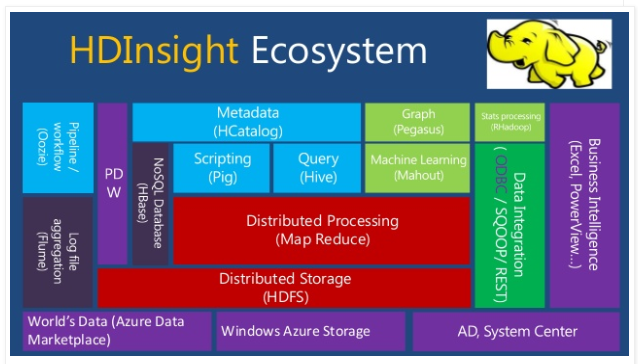 HDInsight Ecosystem
Pipeline /
workflow
(Oozie)
PD
W
Metadata
(HCatalog)
Graph
(Pegasus)
Stats processing
(RHadoop)
Business Intelligence
(Excel, PowerView...)
NoSQL Database
(HBase)
Scripting
(Pig)
Query
(Hive)
Machine Learning
(Mahout)
Data Integration
( ODBC / SQOOP/ REST)
Log file
aggregation
(Flume)
Distributed Processing
(Map Reduce)
Distributed Storage
(HDFS)
World's Data (Azure Data
Marketplace)
Windows Azure Storage
AD, System Center